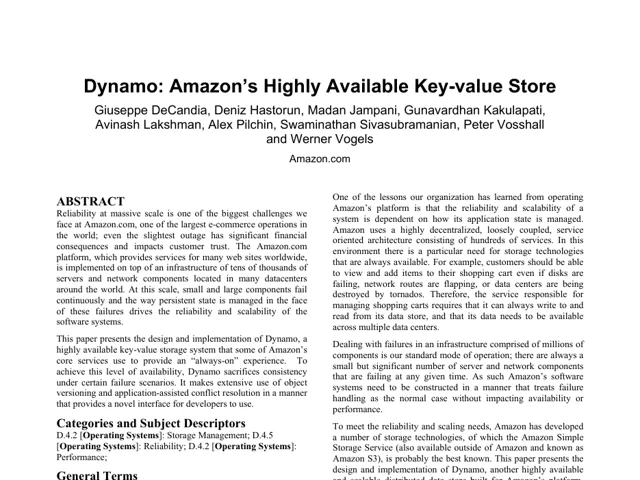 Dynamo: Amazon’s Highly Available Key-value Store
Giuseppe DeCandia, Deniz Hastorun, Madan Jampani, Gunavardhan Kakulapati,
Avinash Lakshman, Alex Pilchin, Swaminathan Sivasubramanian, Peter Vosshall
and Werner Vogels
Amazon.com
ABSTRACT
Reliability at massive scale is one of the biggest challenges we
face at Amazon.com, one of the largest e-commerce operations in
the world; even the slightest outage has significant financial
consequences and impacts customer trust. The Amazon.com
platform, which provides services for many web sites worldwide,
is implemented on top of an infrastructure of tens of thousands of
servers and network components located in many datacenters
around the world. At this scale, small and large components fail
continuously and the way persistent state is managed in the face
of these failures drives the reliability and scalability of the
software systems.
This paper presents the design and implementation of Dynamo, a
highly available key-value storage system that some of Amazon’s
core services use to provide an “always-on” experience. To
achieve this level of availability, Dynamo sacrifices consistency
under certain failure scenarios. It makes extensive use of object
versioning and application-assisted conflict resolution in a manner
that provides a novel interface for developers to use.
Categories and Subject Descriptors
D.4.2 [Operating Systems]: Storage Management; D.4.5
[Operating Systems]: Reliability; D.4.2 [Operating Systems]:
Performance;
General Terms
One of the lessons our organization has learned from operating
Amazon’s platform is that the reliability and scalability of a
system is dependent on how its application state is managed.
Amazon uses a highly decentralized, loosely coupled, service
oriented architecture consisting of hundreds of services. In this
environment there is a particular need for storage technologies
that are always available. For example, customers should be able
to view and add items to their shopping cart even if disks are
failing, network routes are flapping, or data centers are being
destroyed by tornados. Therefore, the service responsible for
managing shopping carts requires that it can always write to and
read from its data store, and that its data needs to be available
across multiple data centers.
Dealing with failures in an infrastructure comprised of millions of
components is our standard mode of operation; there are always a
small but significant number of server and network components
that are failing at any given time. As such Amazon’s software
systems need to be constructed in a manner that treats failure
handling as the normal case without impacting availability or
performance.
To meet the reliability and scaling needs, Amazon has developed
a number of storage technologies, of which the Amazon Simple
Storage Service (also available outside of Amazon and known as
Amazon S3), is probably the best known. This paper presents the
design and implementation of Dynamo, another highly available
and scalable distributed data store built for Amazon’s platform.